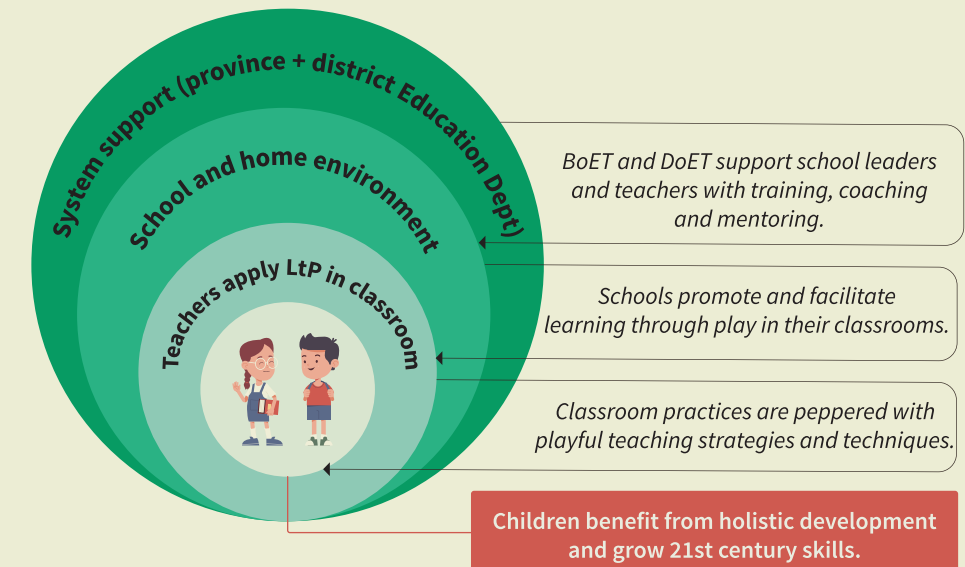 System support (province + district Education Dept)
School and home environment
Teachers apply LtP in classroom
BoET and DoET support school leaders
and teachers with training, coaching
and mentoring.
Schools promote and facilitate
learning through play in their classrooms.
Classroom practices are peppered with
playful teaching strategies and techniques.
Children benefit from holistic development
and grow 21st century skills.